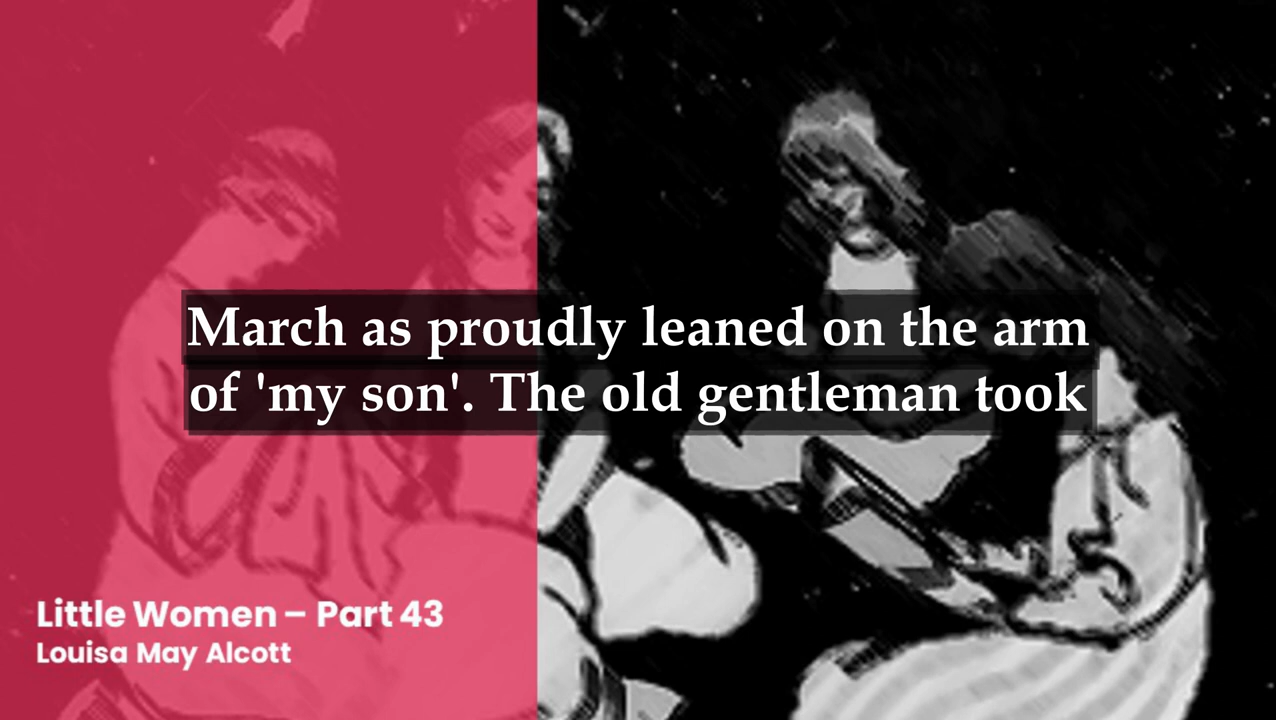 March as proudly leaned on the arm
of 'my son'. The old gentleman took
Little Women – Part 43
Louisa May Alcott